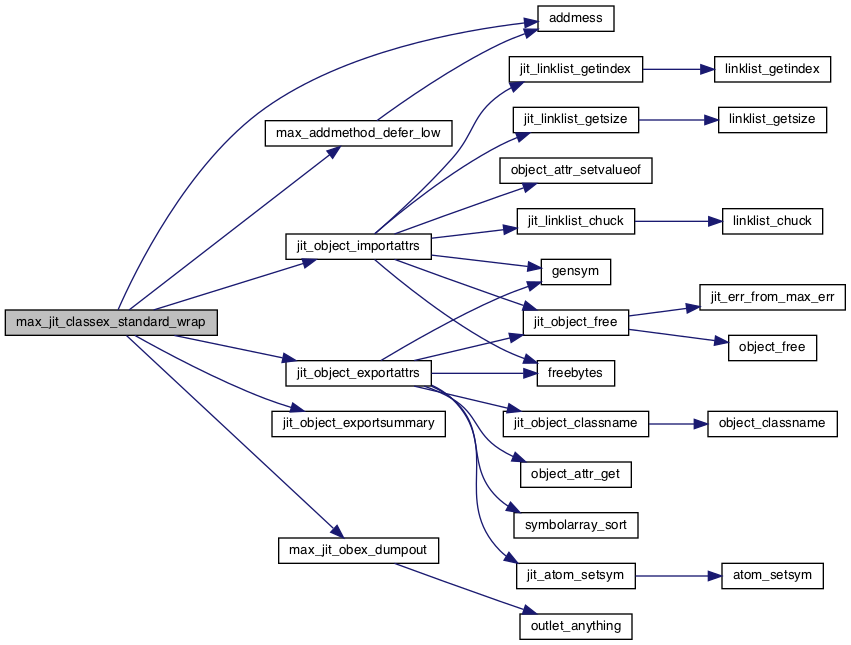 addmess
jit_linklist_getindex
linklist_getindex
jit_linklist_getsize
linklist_getsize
max_addmethod_defer_low
object_attr_setvalueof
jit_linklist_chuck
linklist_chuck
jit_object_importattrs
gensym
jit_err_from_max_err
max_jit_classex_standard_wrap
jit_object_free
object_free
jit_object_exportattrs
freebytes
jit_object_exportsummary
jit_object_classname
object_classname
object_attr_get
symbolarray_sort
max_jit_obex_dumpout
jit_atom_setsym
atom_setsym
outlet_anything